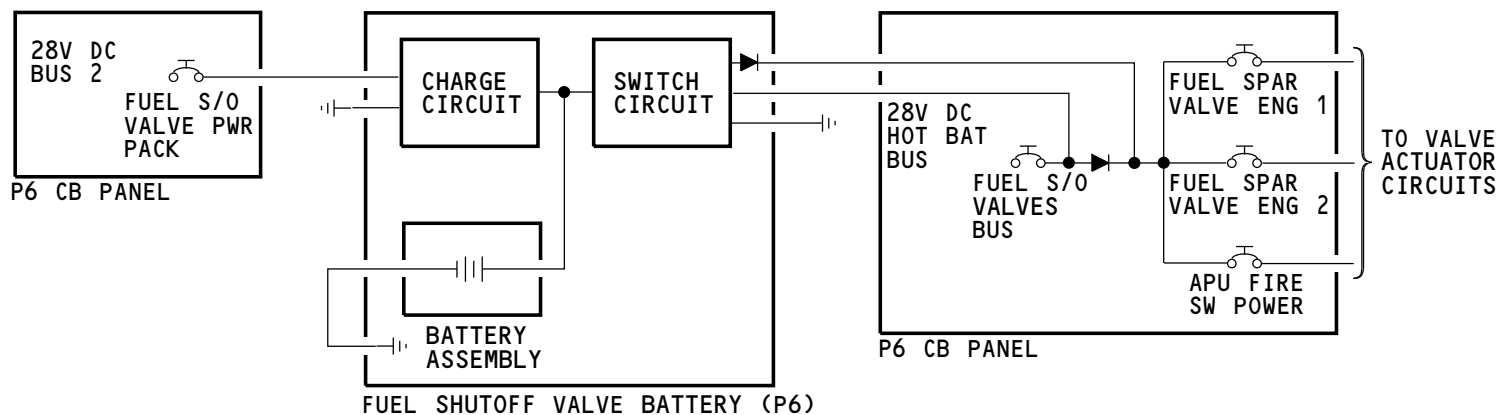 28V DC
BUS 2
FUEL S/O
VALVE PWR
PACK
P6 CB PANEL
CHARGE
CIRCUIT
SWITCH
CIRCUIT
BATTERY
ASSEMBLY
FUEL SHUTOFF VALVE BATTERY (P6)
28V DC
HOT BAT
BUS
FUEL S/O
VALVES
BUS
FUEL SPAR
VALVE ENG 1
FUEL SPAR
VALVE ENG 2
APU FIRE
SW POWER
P6 CB PANEL
TO VALVE
ACTUATOR
CIRCUITS